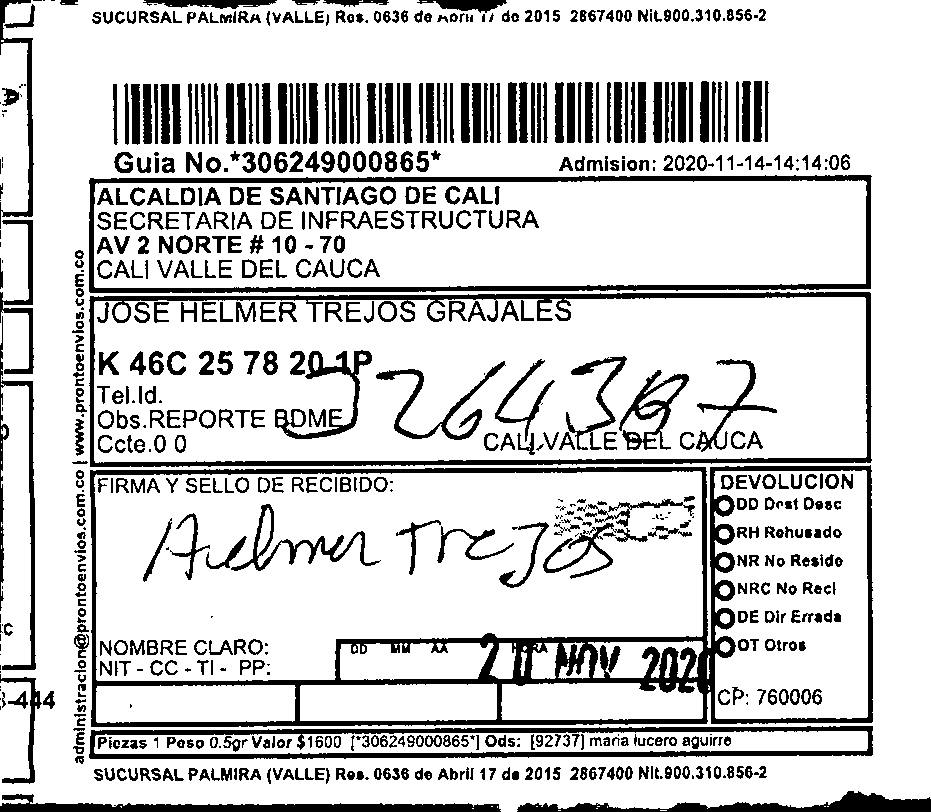 SUCURSAL PALMIRA (VALLE) Res. 0636 de Abril 17 de 2015 2867400 Nit.900.310.856-2
Guia No.*306249000865* Admision: 2020-11-14-14:14:06
ALCALDIA DE SANTIAGO DE CALI
SECRETARIA DE INFRAESTRUCTURA
AV 2 NORTE # 10 - 70
CALI VALLE DEL CAUCA
JOSE HELMER TREJOS GRAJALES
K 46C 25 78 20 1P
Tel.Id.
Obs.REPORTE BDME
Ccte.0 0
CALI,VALLE DEL CAUCA
administracion@prontoenvios.com.co | www.prontoenvios.com.co
FIRMA Y SELLO DE RECIBIDO:
Helmer Trejos
NOMBRE CLARO:
NIT - CC - TI - PP:
DD MM AA HORA
20 NOV 2020
DEVOLUCION
DD Dest Desc
RH Rehusado
NR No Reside
NRC No Recl
DE Dir Errada
OT Otros
CP: 760006
-444
Piezas 1 Peso 0.5gr Valor $1600 [*306249000865*] Ods: [92737] maria lucero aguirre
SUCURSAL PALMIRA (VALLE) Res. 0636 de Abril 17 de 2015 2867400 Nit.900.310.856-2